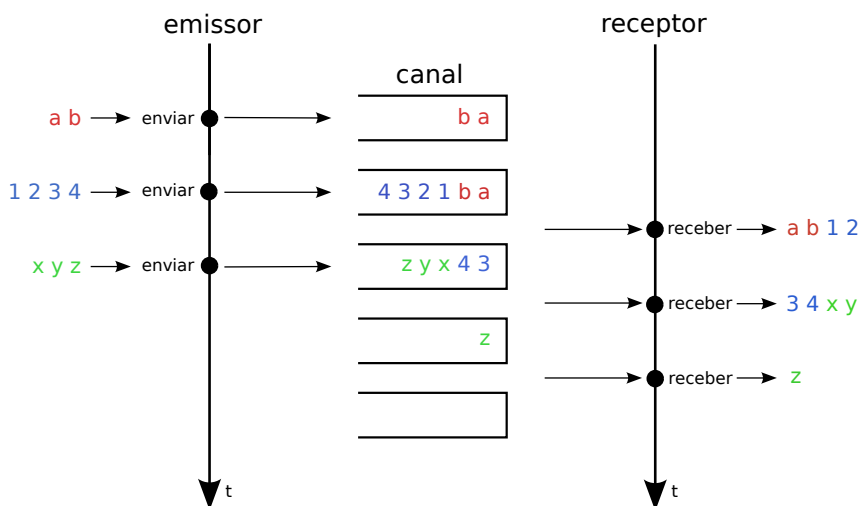 emissor
receptor
canal
a b
enviar
b a
1 2 3 4
enviar
4 3 2 1 b a
receber
a b 1 2
x y z
enviar
z y x 4 3
receber
3 4 x y
z
receber
z
t
t